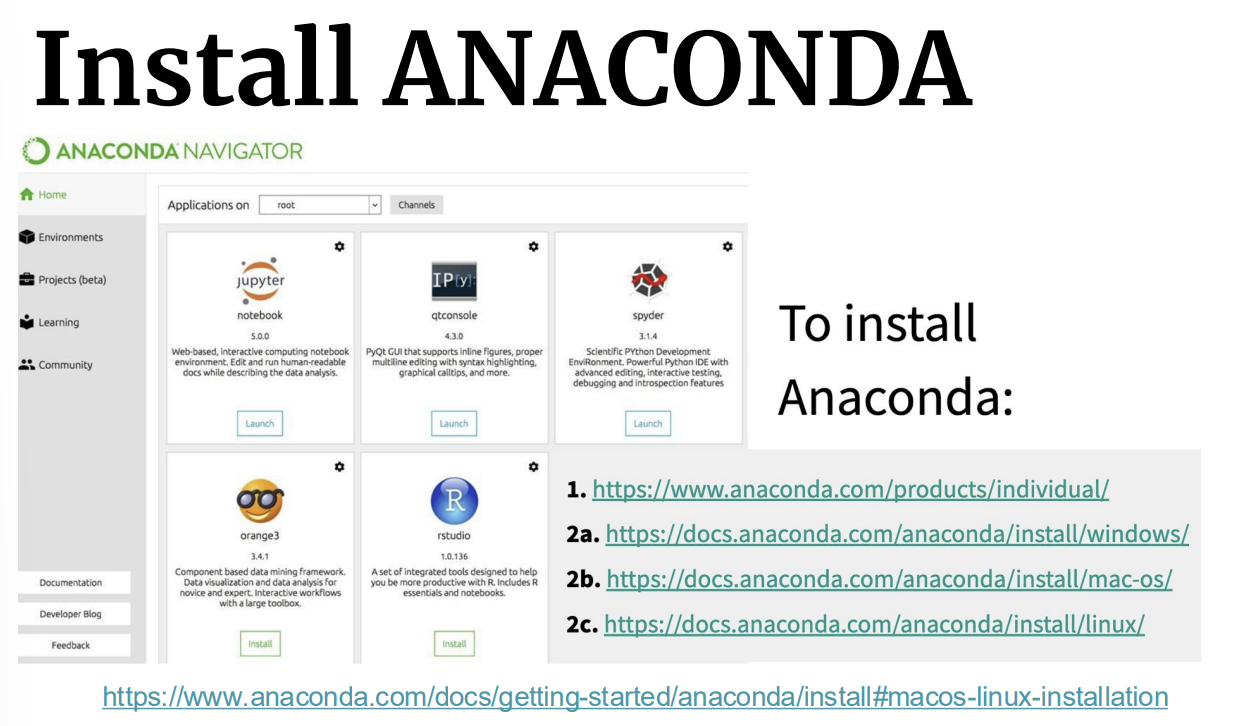 Install ANACONDA
ANACONDA NAVIGATOR
Home
Environments
Projects (beta)
Learning
Community
Documentation
Developer Blog
Feedback
Applications on root Channels
jupyter
notebook
5.0.0
Web-based, interactive computing notebook
environment. Edit and run human-readable
docs while describing the data analysis.
Launch
IP[y]:
qtconsole
4.3.0
PyQt GUI that supports inline figures, proper
multiline editing with syntax highlighting,
graphical calltips, and more.
Launch
spyder
3.1.4
Scientific PYthon Development
EnviRonment. Powerful Python IDE with
advanced editing, interactive testing,
debugging and introspection features
Launch
orange3
3.4.1
Component based data mining framework.
Data visualization and data analysis for
novice and expert. Interactive workflows
with a large toolbox.
Install
R
rstudio
1.0.136
A set of integrated tools designed to help
you be more productive with R. Includes R
essentials and notebooks.
Install
To install
Anaconda:
1. https://www.anaconda.com/products/individual/
2a. https://docs.anaconda.com/anaconda/install/windows/
2b. https://docs.anaconda.com/anaconda/install/mac-os/
2c. https://docs.anaconda.com/anaconda/install/linux/
https://www.anaconda.com/docs/getting-started/anaconda/install#macos-linux-installation